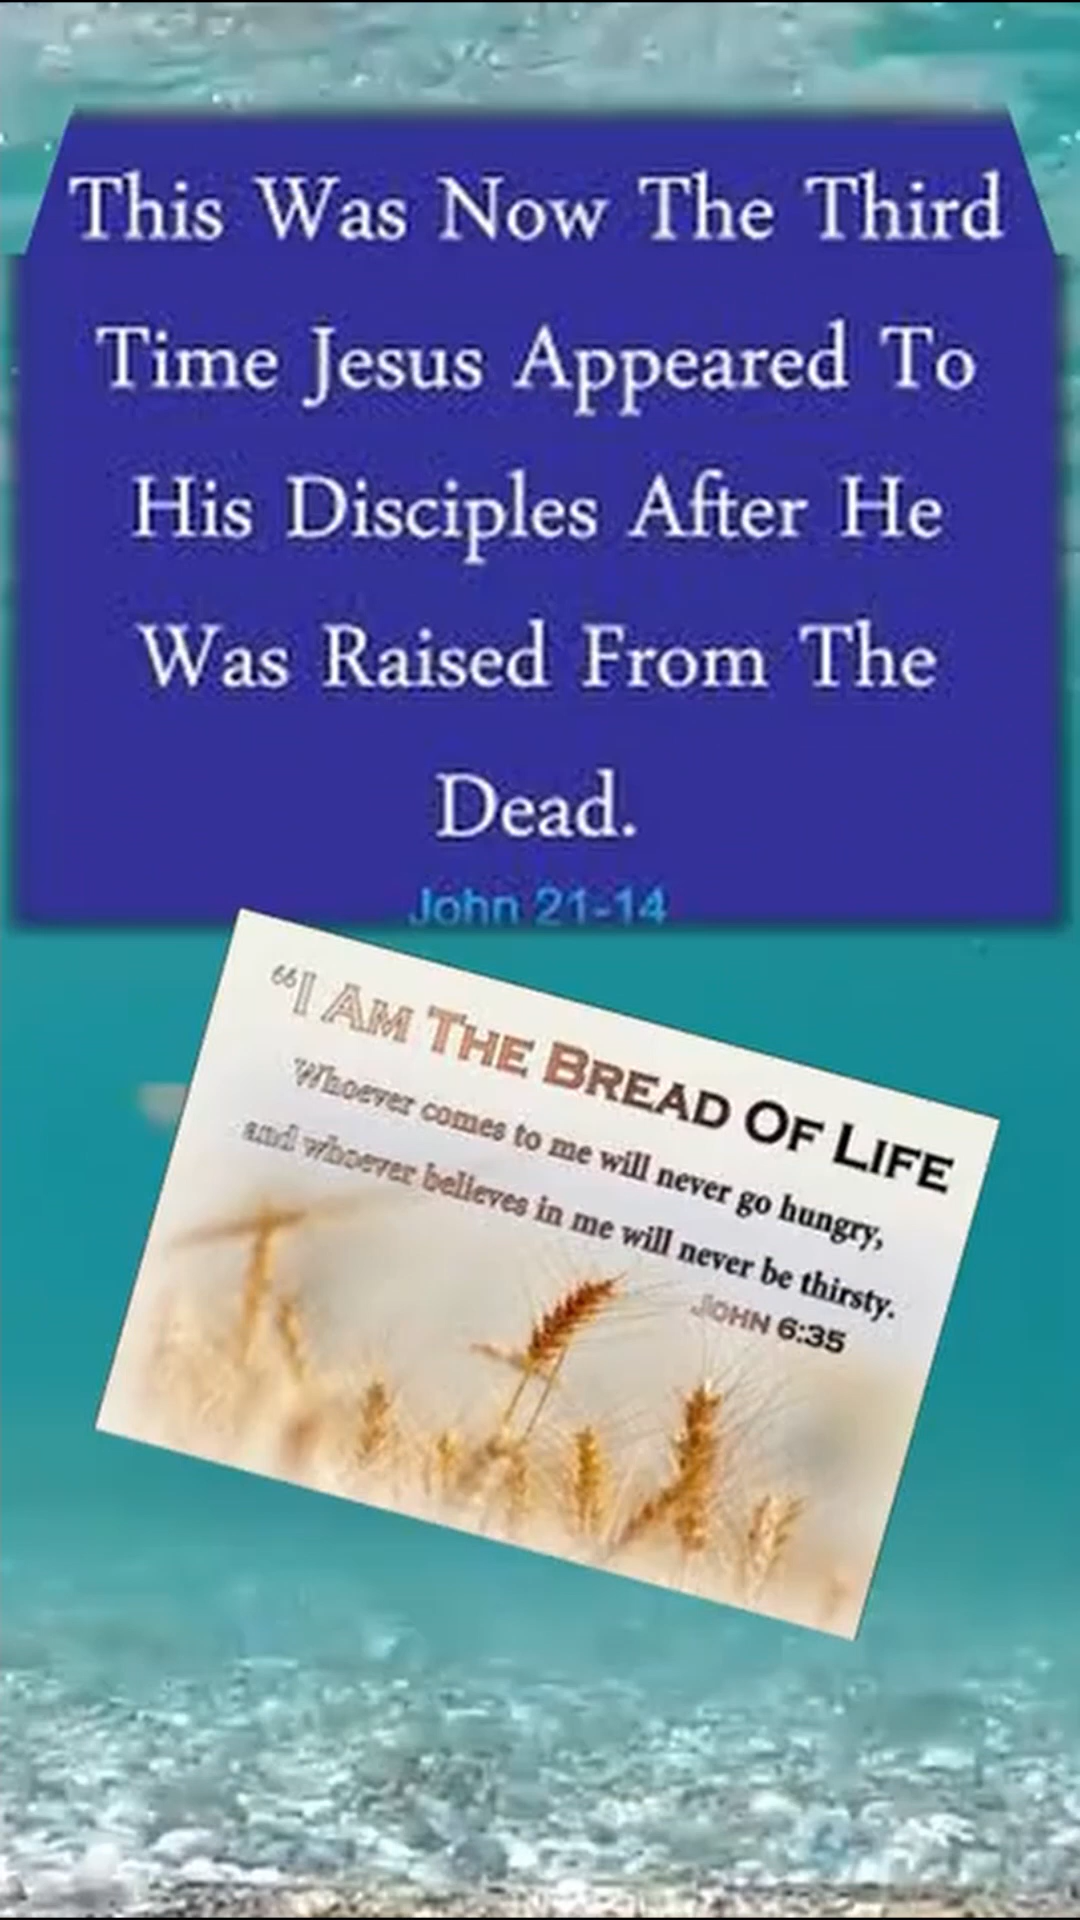 This Was Now The Third
Time Jesus Appeared To
His Disciples After He
Was Raised From The
Dead.
John 21-14
“I AM THE BREAD OF LIFE
Whoever comes to me will never go hungry,
and whoever believes in me will never be thirsty.
JOHN 6:35